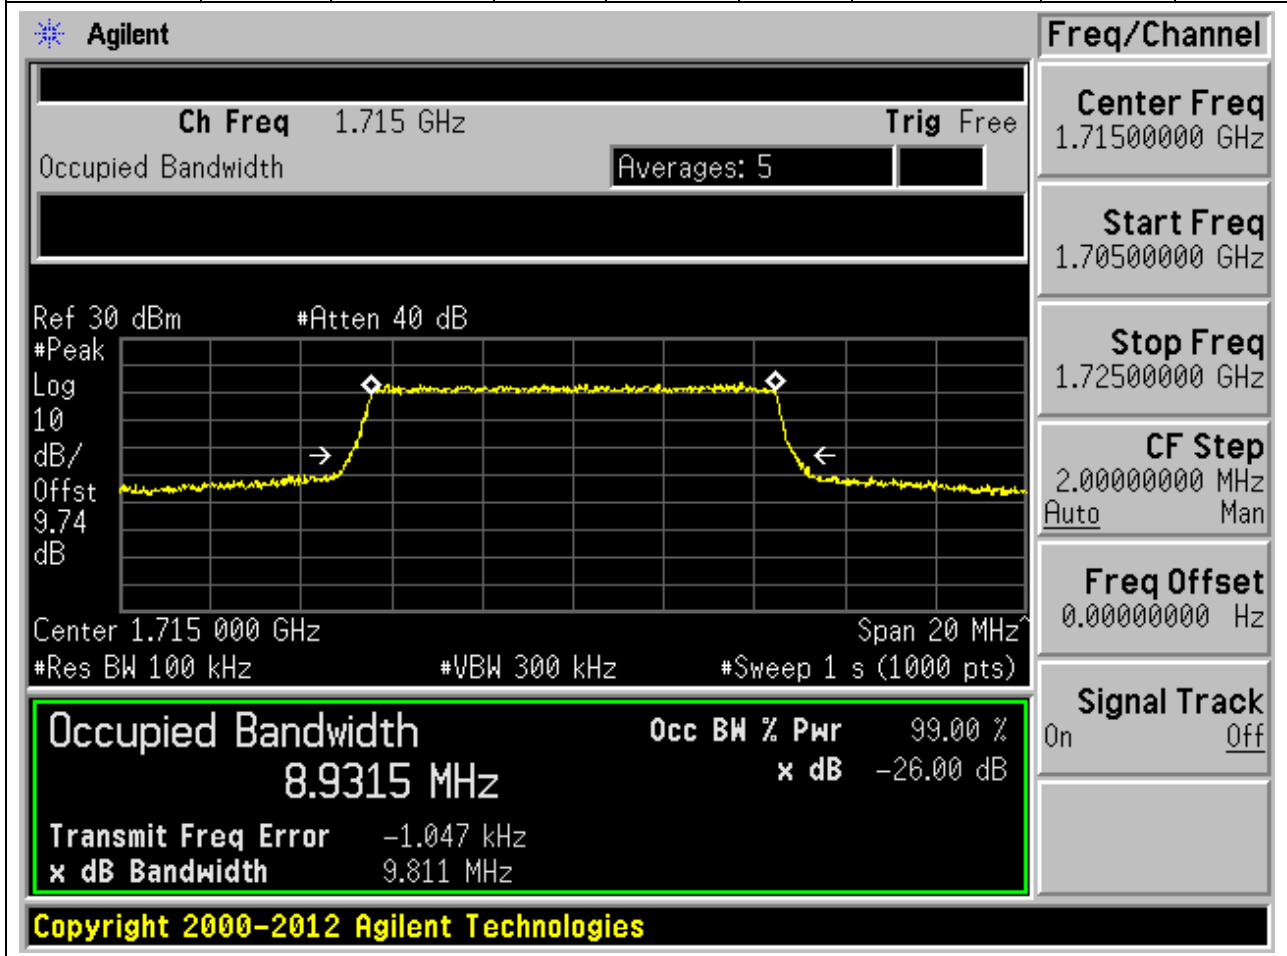 Agilent
Freq/Channel
Ch Freq 1.715 GHz Trig Free
Occupied Bandwidth Averages: 5
Center Freq
1.71500000 GHz
Start Freq
1.70500000 GHz
Stop Freq
1.72500000 GHz
CF Step
2.00000000 MHz
Auto Man
Freq Offset
0.00000000 Hz
Signal Track
On Off
Ref 30 dBm #Atten 40 dB
#Peak
Log
10
dB/
Offst
9.74
dB
Center 1.715 000 GHz Span 20 MHz^
#Res BW 100 kHz #VBW 300 kHz #Sweep 1 s (1000 pts)
Occupied Bandwidth Occ BW % Pwr 99.00 %
8.9315 MHz x dB -26.00 dB
Transmit Freq Error -1.047 kHz
x dB Bandwidth 9.811 MHz
Copyright 2000-2012 Agilent Technologies